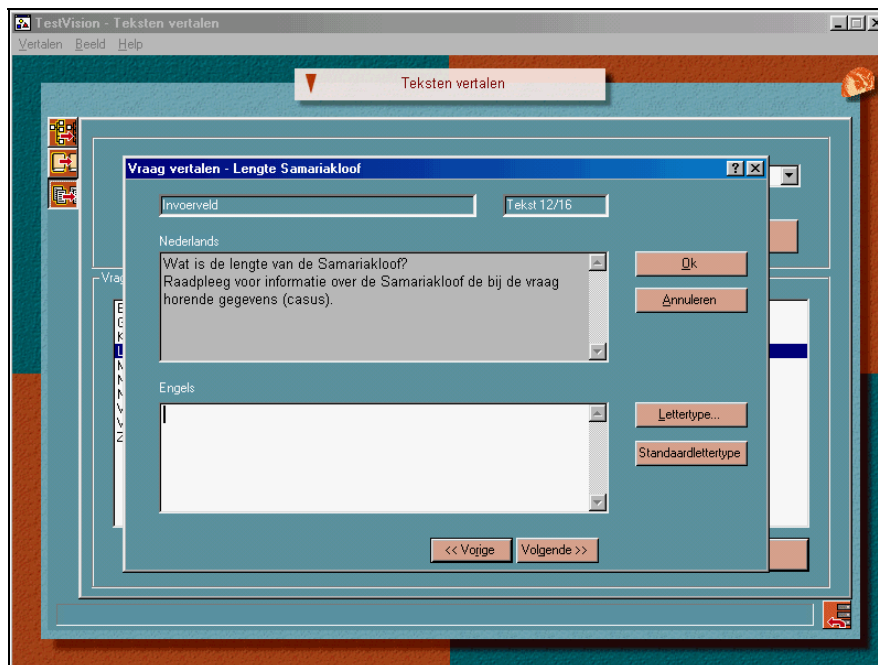 TestVision - Teksten vertalen
Vertalen Beeld Help
Teksten vertalen
Vraag vertalen - Lengte Samariakloof
Invoerveld
Tekst 12/16
Nederlands
Wat is de lengte van de Samariakloof?
Raadpleeg voor informatie over de Samariakloof de bij de vraag
horende gegevens (casus).
Ok
Annuleren
Engels
Lettertype...
Standaardlettertype
<< Vorige
Volgende >>